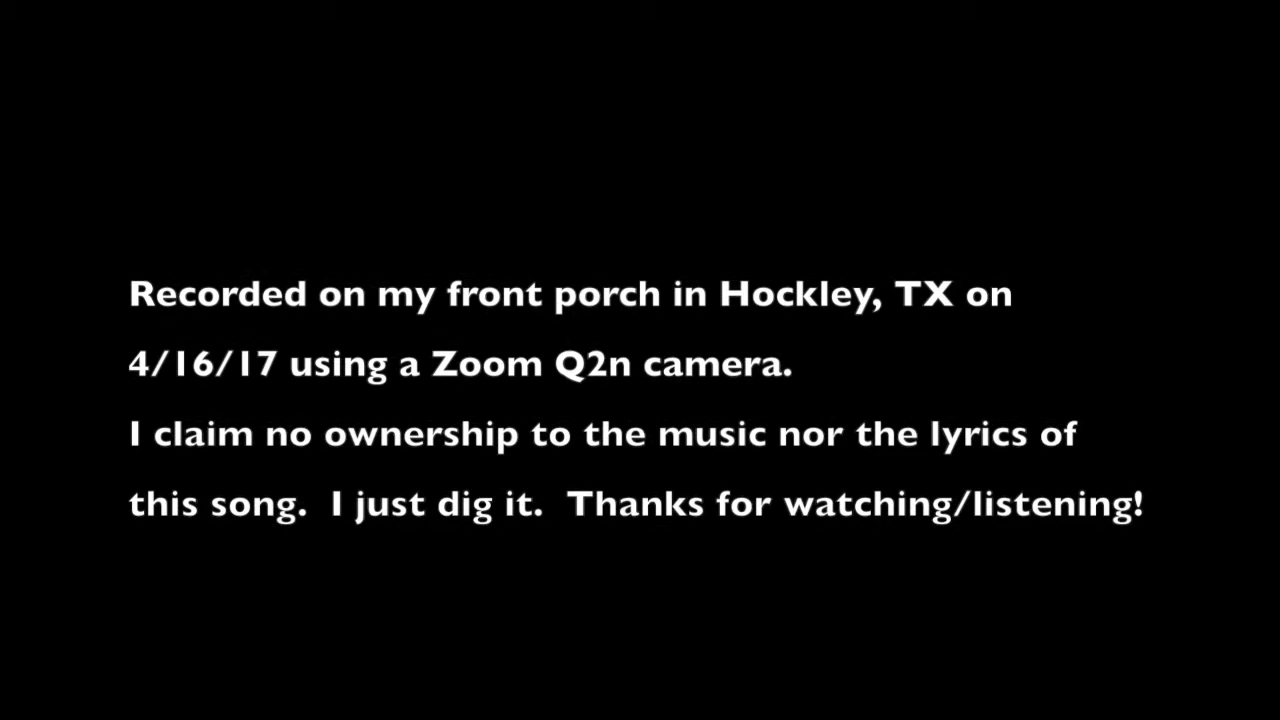 Recorded on my front porch in Hockley, TX on
4/16/17 using a Zoom Q2n camera.
I claim no ownership to the music nor the lyrics of
this song.  I just dig it.  Thanks for watching/listening!